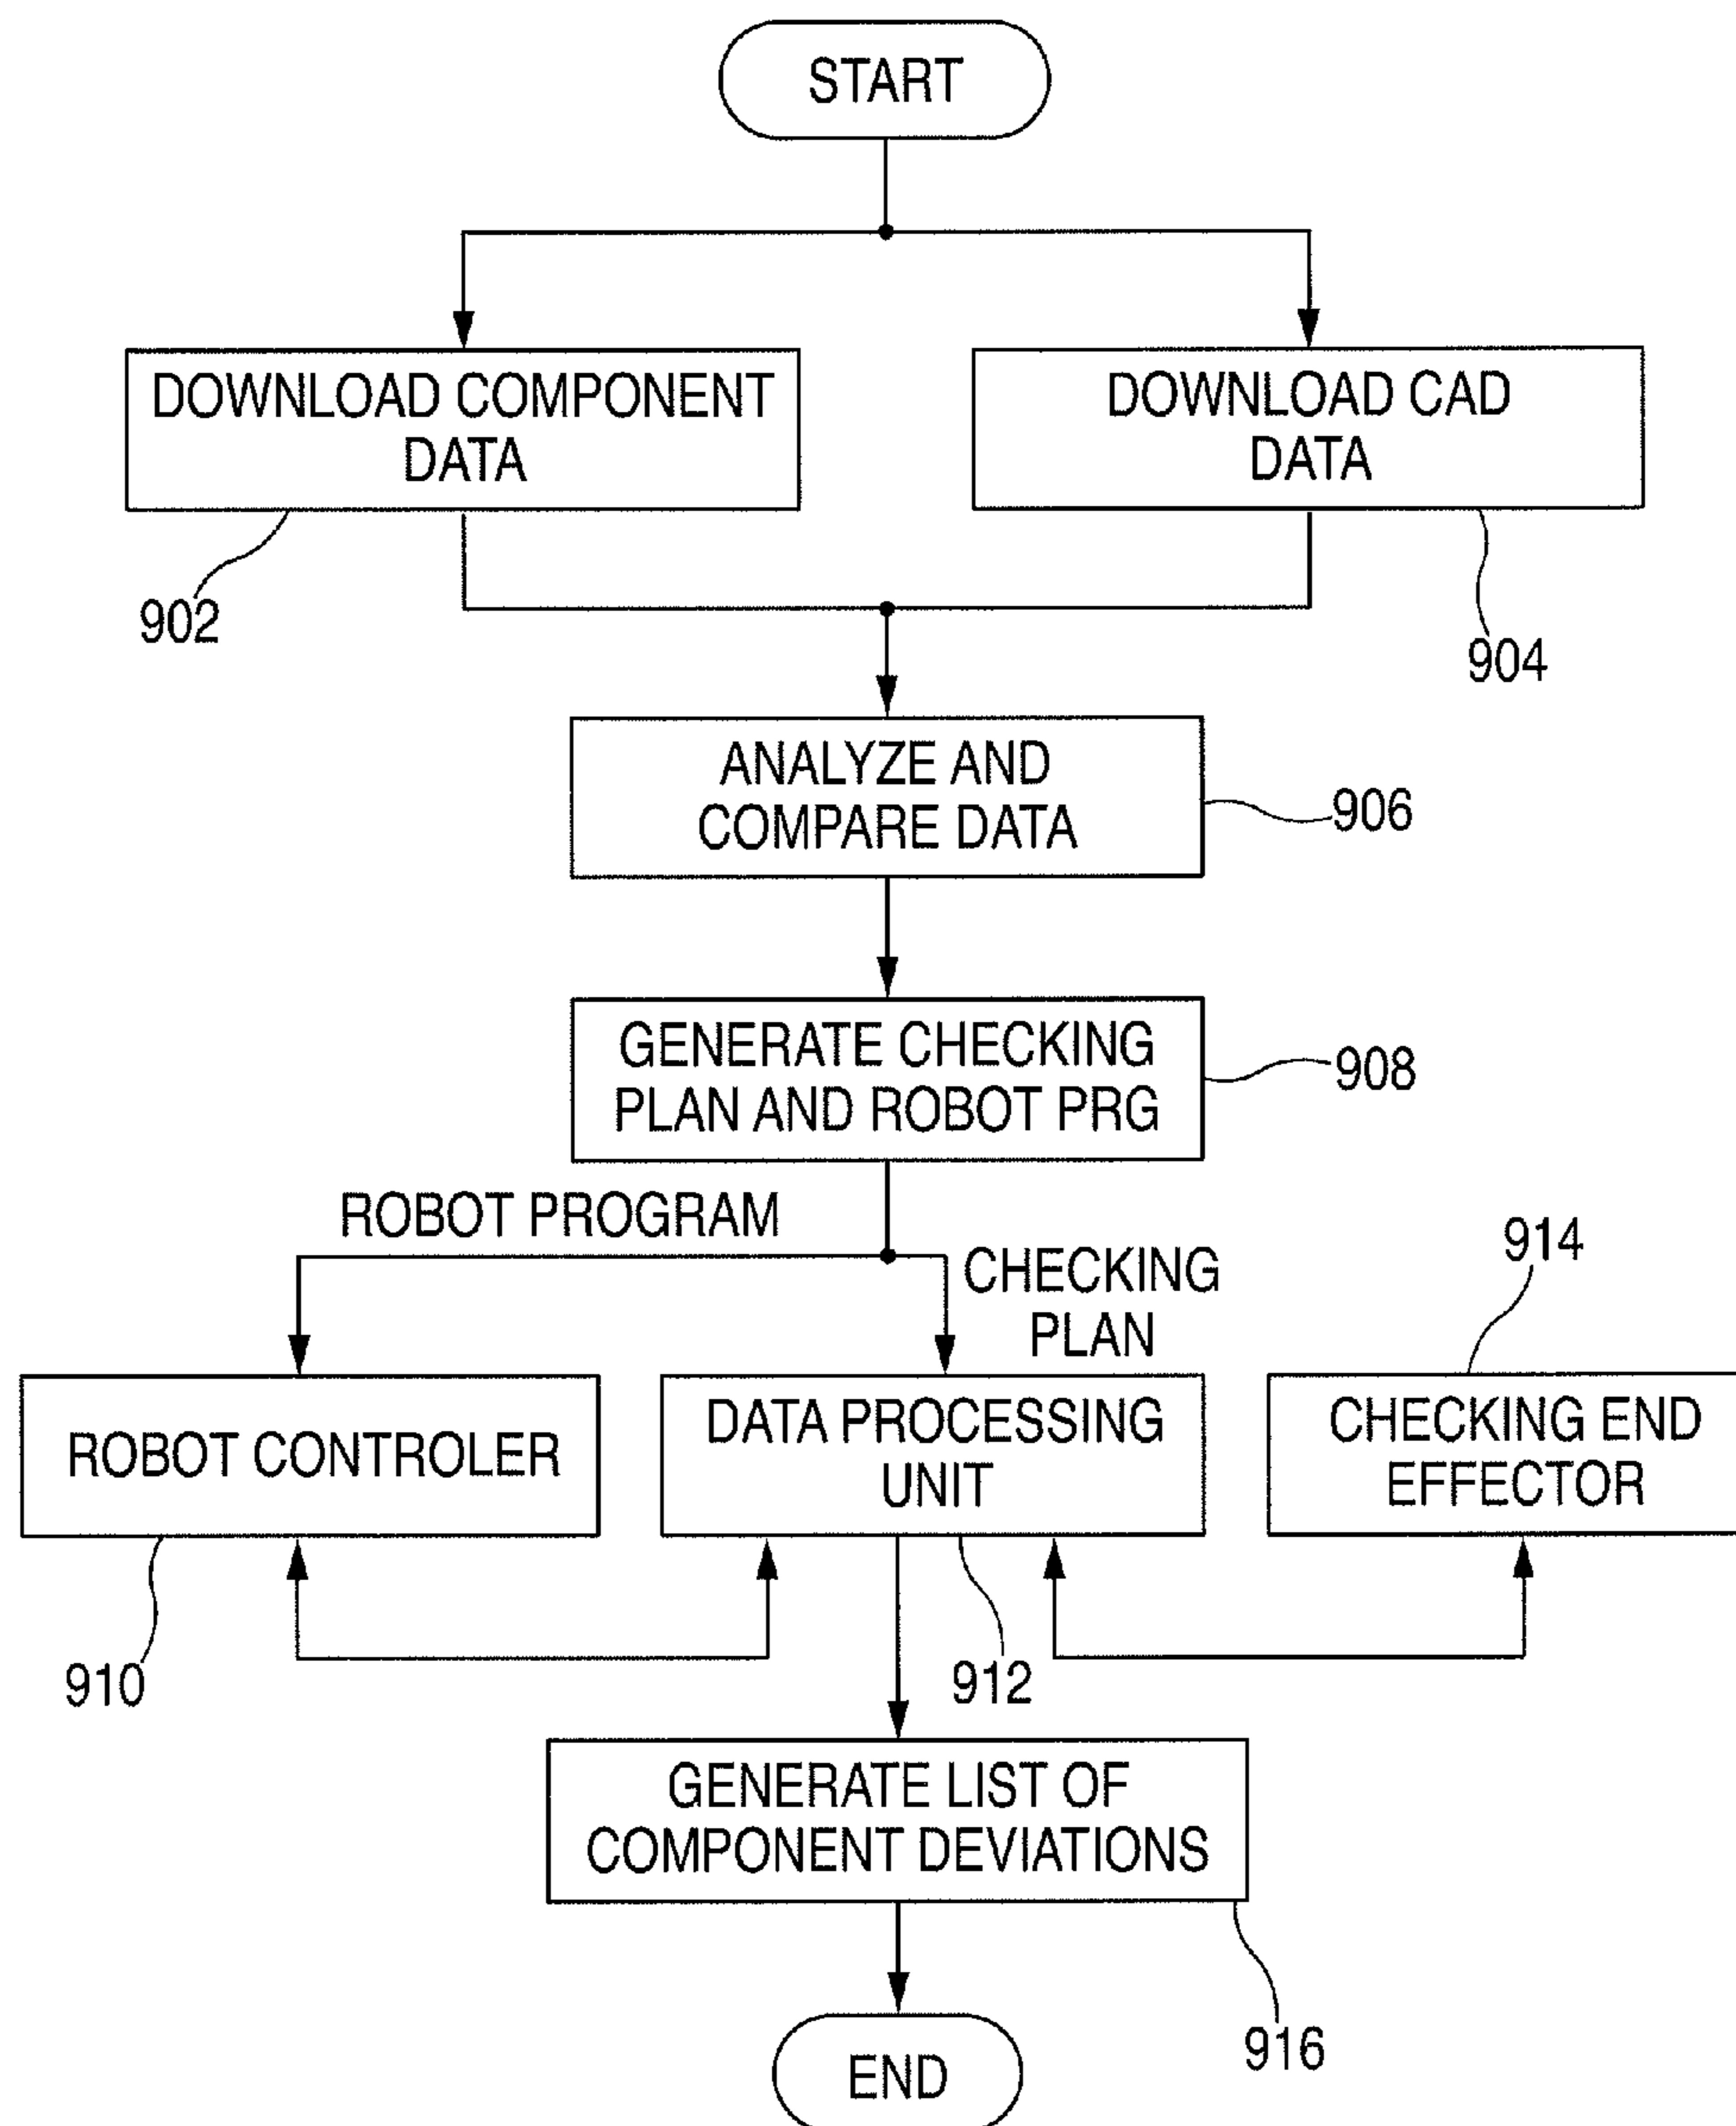 START
DOWNLOAD COMPONENT
DATA
DOWNLOAD CAD
DATA
902
904
ANALYZE AND
COMPARE DATA
906
GENERATE CHECKING
PLAN AND ROBOT PRG
908
ROBOT PROGRAM
CHECKING
PLAN
914
ROBOT CONTROLER
DATA PROCESSING
UNIT
CHECKING END
EFFECTOR
910
912
GENERATE LIST OF
COMPONENT DEVIATIONS
916
END